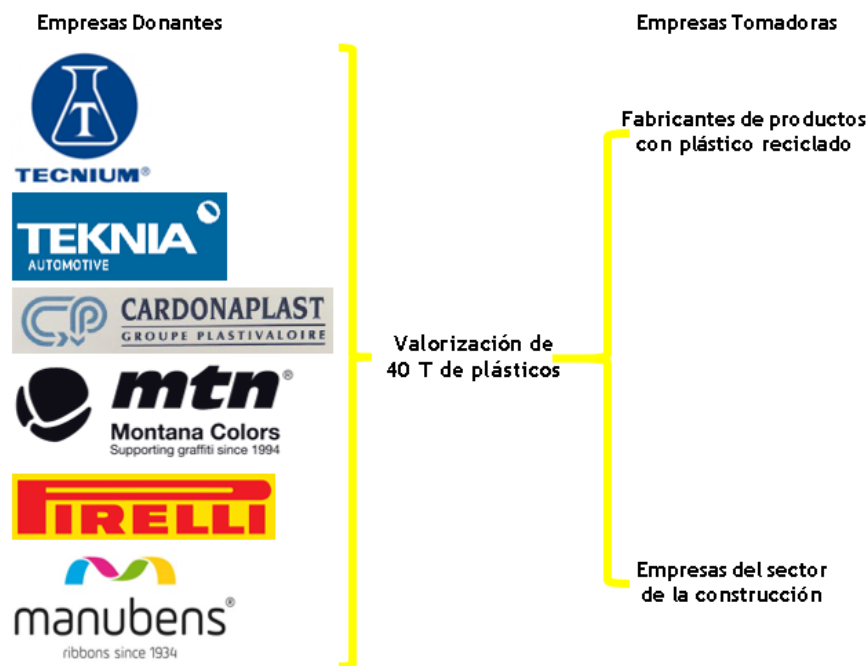 Empresas Donantes
Empresas Tomadoras
T
TECNIUM®
TEKNIA
AUTOMOTIVE
CP CARDONAPLAST
GROUPE PLASTIVALOIRE
mtn®
Montana Colors
Supporting graffiti since 1994
PIRELLI
manubens®
ribbons since 1934
Valorización de
40 T de plásticos
Fabricantes de productos
con plástico reciclado
Empresas del sector
de la construcción